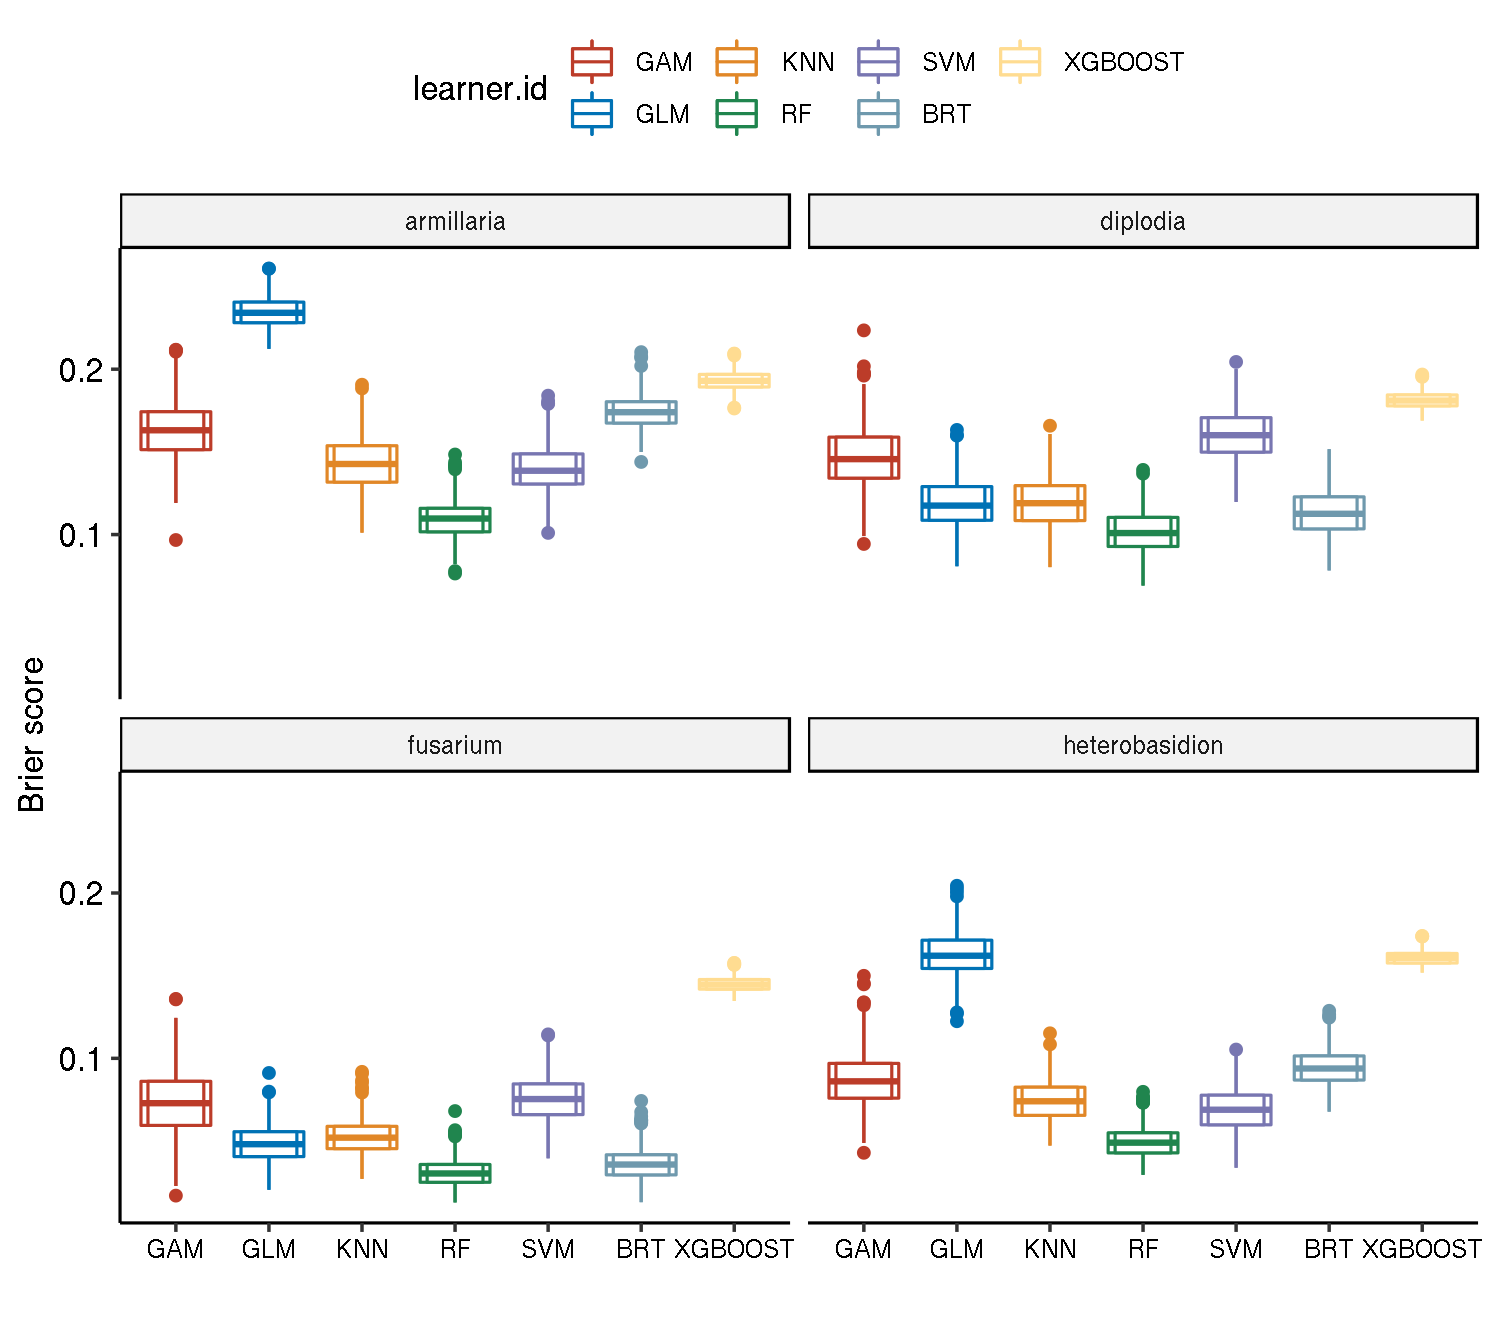 learner.id
GAM KNN SVM XGBOOST
GLM RF BRT
armillaria diplodia
0.2
0.1
Brier score
fusarium heterobasidion
0.2
0.1
GAM GLM KNN RF SVM BRT XGBOOST GAM GLM KNN RF SVM BRT XGBOOST